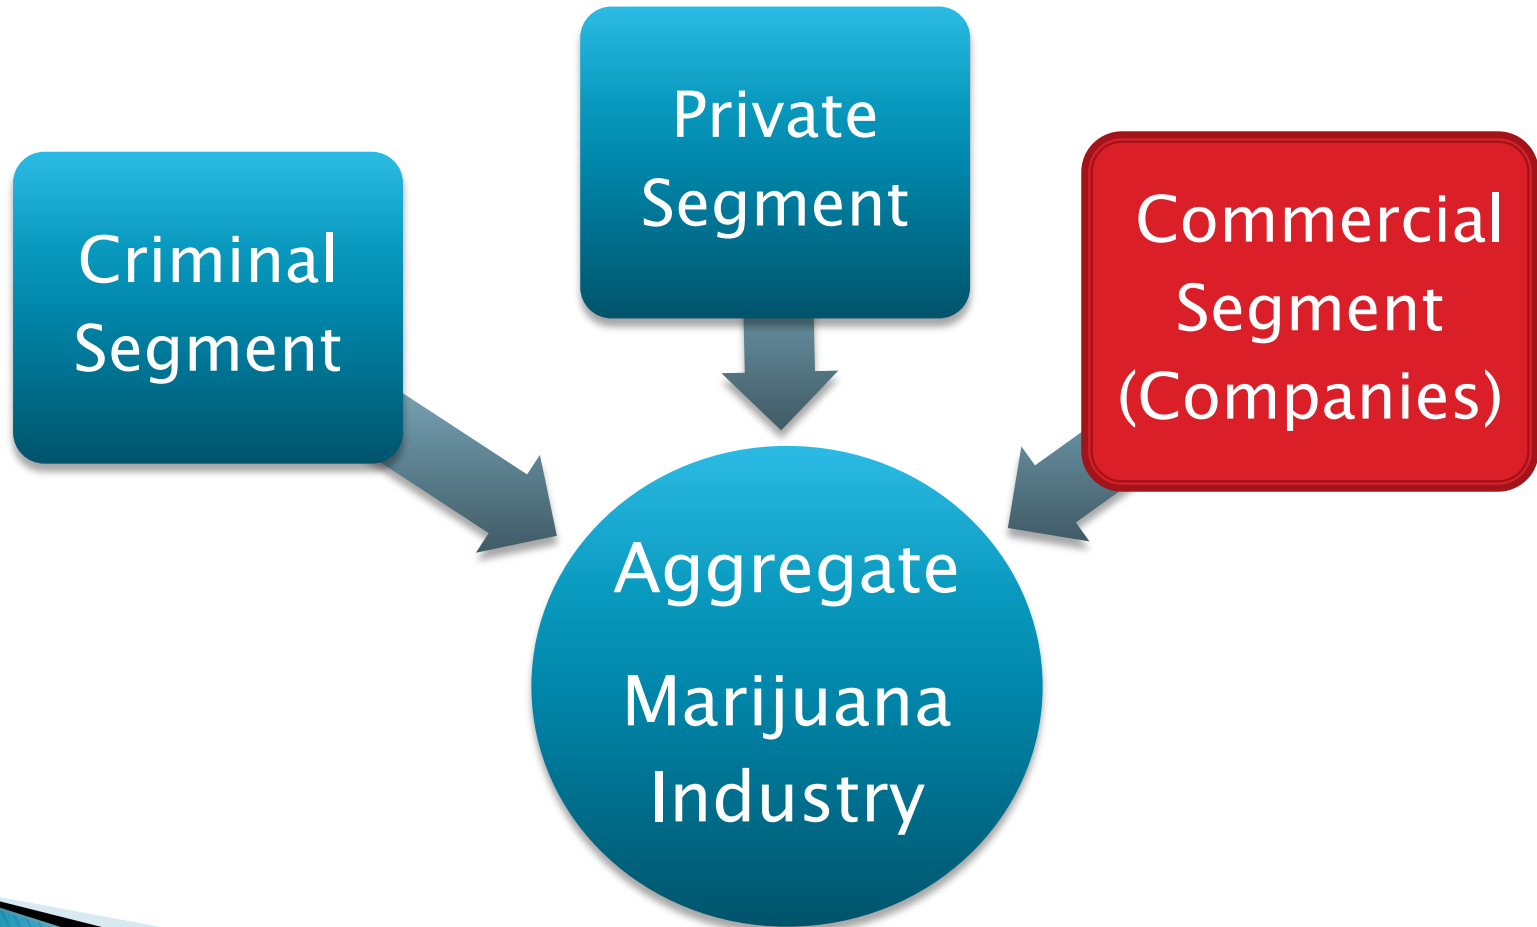 Private
Segment
Criminal
Segment
Commercial
Segment
(Companies)
Aggregate
Marijuana
Industry